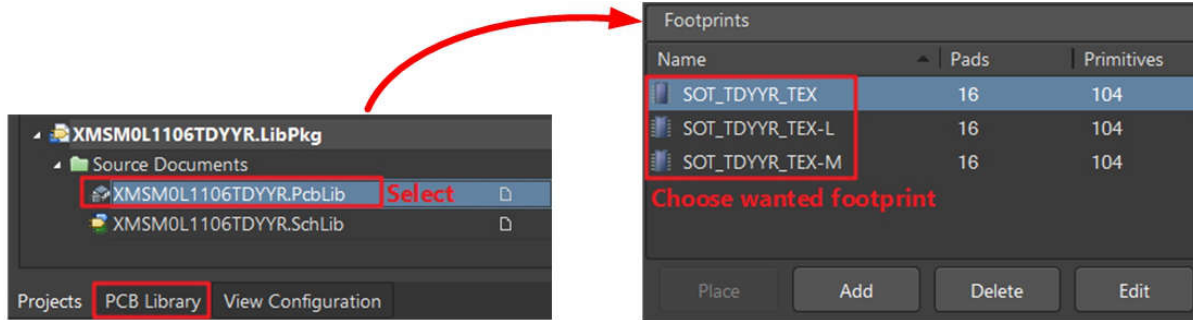 XMSM0L1106TDYYR.LibPkg
Source Documents
XMSM0L1106TDYYR.PcbLib Select
XMSM0L1106TDYYR.SchLib
Projects PCB Library View Configuration
Footprints
Name Pads Primitives
SOT_TDYYR_TEX 16 104
SOT_TDYYR_TEX-L 16 104
SOT_TDYYR_TEX-M 16 104
Choose wanted footprint
Place Add Delete Edit